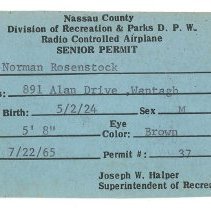 Nassau County
Division of Recreation & Parks D. P. W.
Radio Controlled Airplane
SENIOR PERMIT
Norman Rosenstock
s: 891 Alan Drive, Wantagh
Birth: 5/2/24 Sex M
5' 8" Eye Color: Brown
7/22/65 Permit #: 37
Joseph W. Halper
Superintendent of Recrea